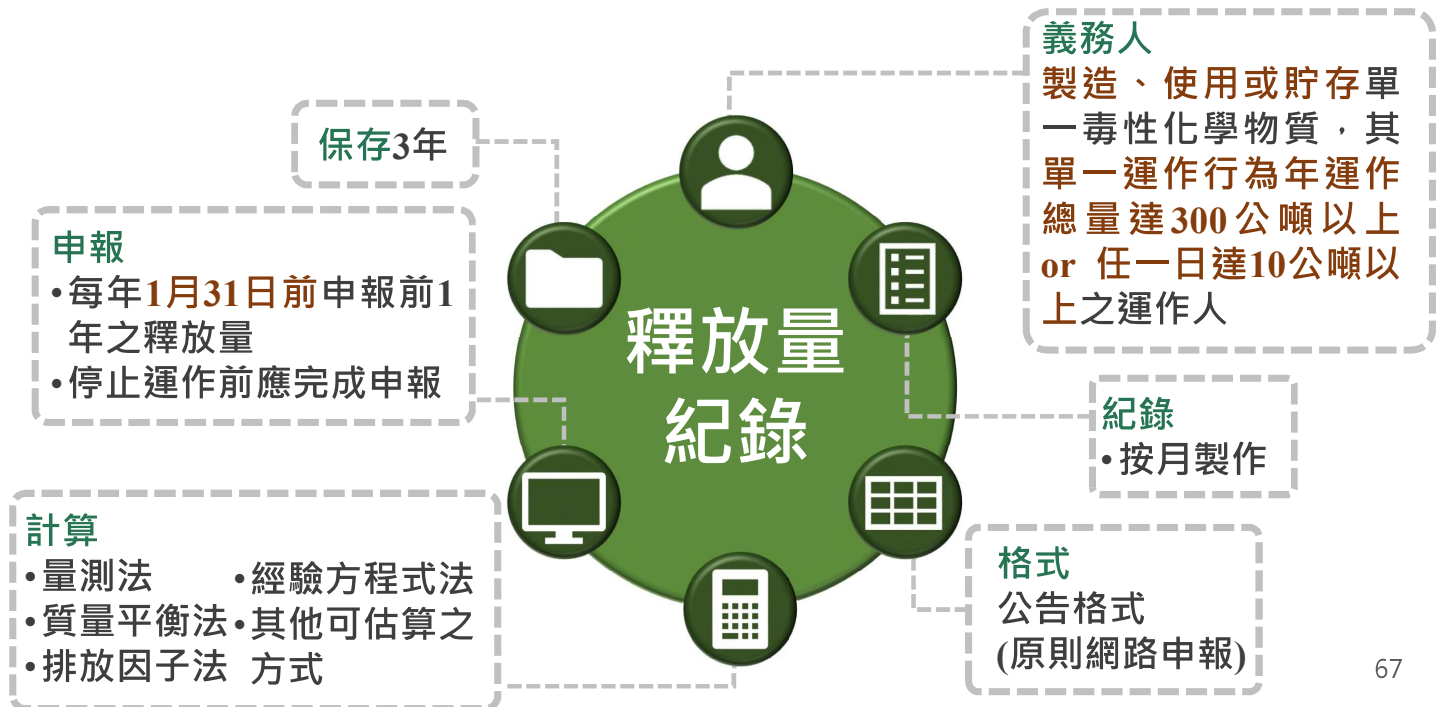 義務人
製造、使用或貯存單
一毒性化學物質，其
單一運作行為年運作
總量達300公噸以上
or 任一日達10公噸以
上之運作人
保存3年
申報
•每年1月31日前申報前1
年之釋放量
•停止運作前應完成申報
釋放量
紀錄
紀錄
•按月製作
計算
•量測法
•質量平衡法
•排放因子法
•經驗方程式法
•其他可估算之
方式
格式
公告格式
(原則網路申報)
67